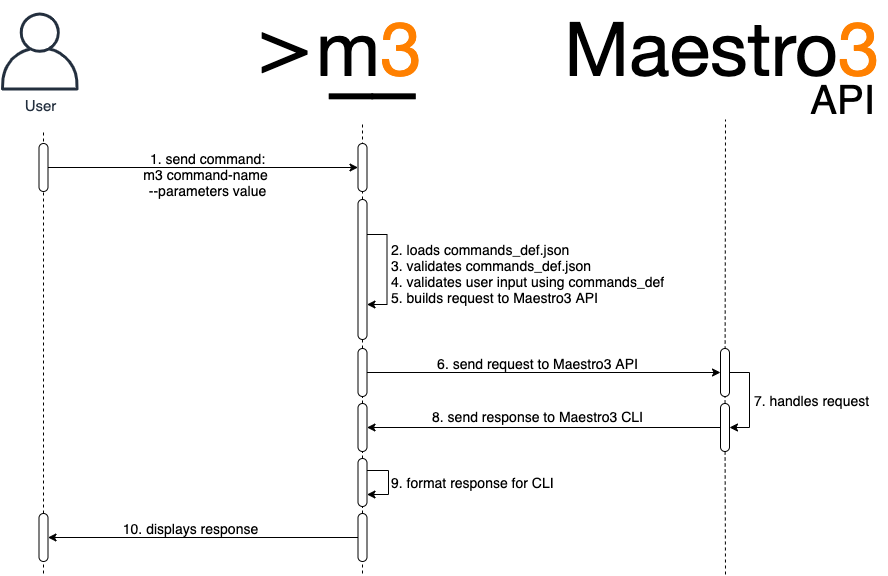 >m3
Maestro3
API
User
1. send command:
m3 command-name
--parameters value
2. loads commands_def.json
3. validates commands_def.json
4. validates user input using commands_def
5. builds request to Maestro3 API
6. send request to Maestro3 API
7. handles request
8. send response to Maestro3 CLI
9. format response for CLI
10. displays response